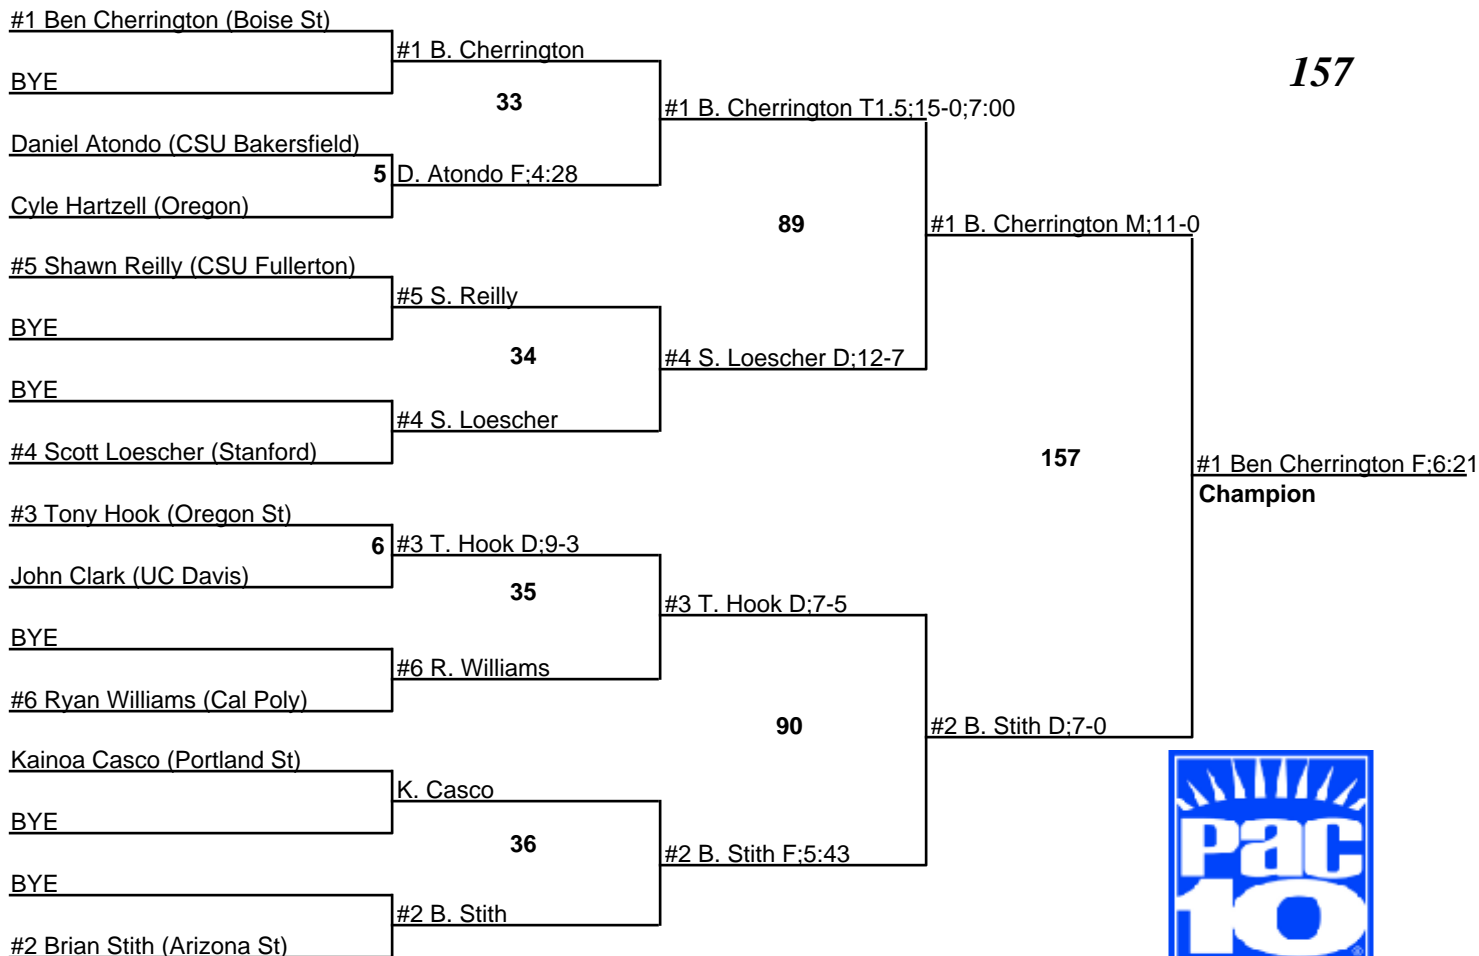 #1 Ben Cherrington (Boise St)
#1 B. Cherrington
157
BYE
33
#1 B. Cherrington T1.5;15-0;7:00
Daniel Atondo (CSU Bakersfield)
5 D. Atondo F;4:28
Cyle Hartzell (Oregon)
89
#1 B. Cherrington M;11-0
#5 Shawn Reilly (CSU Fullerton)
#5 S. Reilly
BYE
34
#4 S. Loescher D;12-7
BYE
#4 S. Loescher
#4 Scott Loescher (Stanford)
157
#1 Ben Cherrington F;6:21
Champion
#3 Tony Hook (Oregon St)
6 #3 T. Hook D;9-3
John Clark (UC Davis)
35
#3 T. Hook D;7-5
BYE
#6 R. Williams
#6 Ryan Williams (Cal Poly)
90
#2 B. Stith D;7-0
Kainoa Casco (Portland St)
K. Casco
BYE
36
#2 B. Stith F;5:43
BYE
#2 B. Stith
#2 Brian Stith (Arizona St)
Pac
10
®